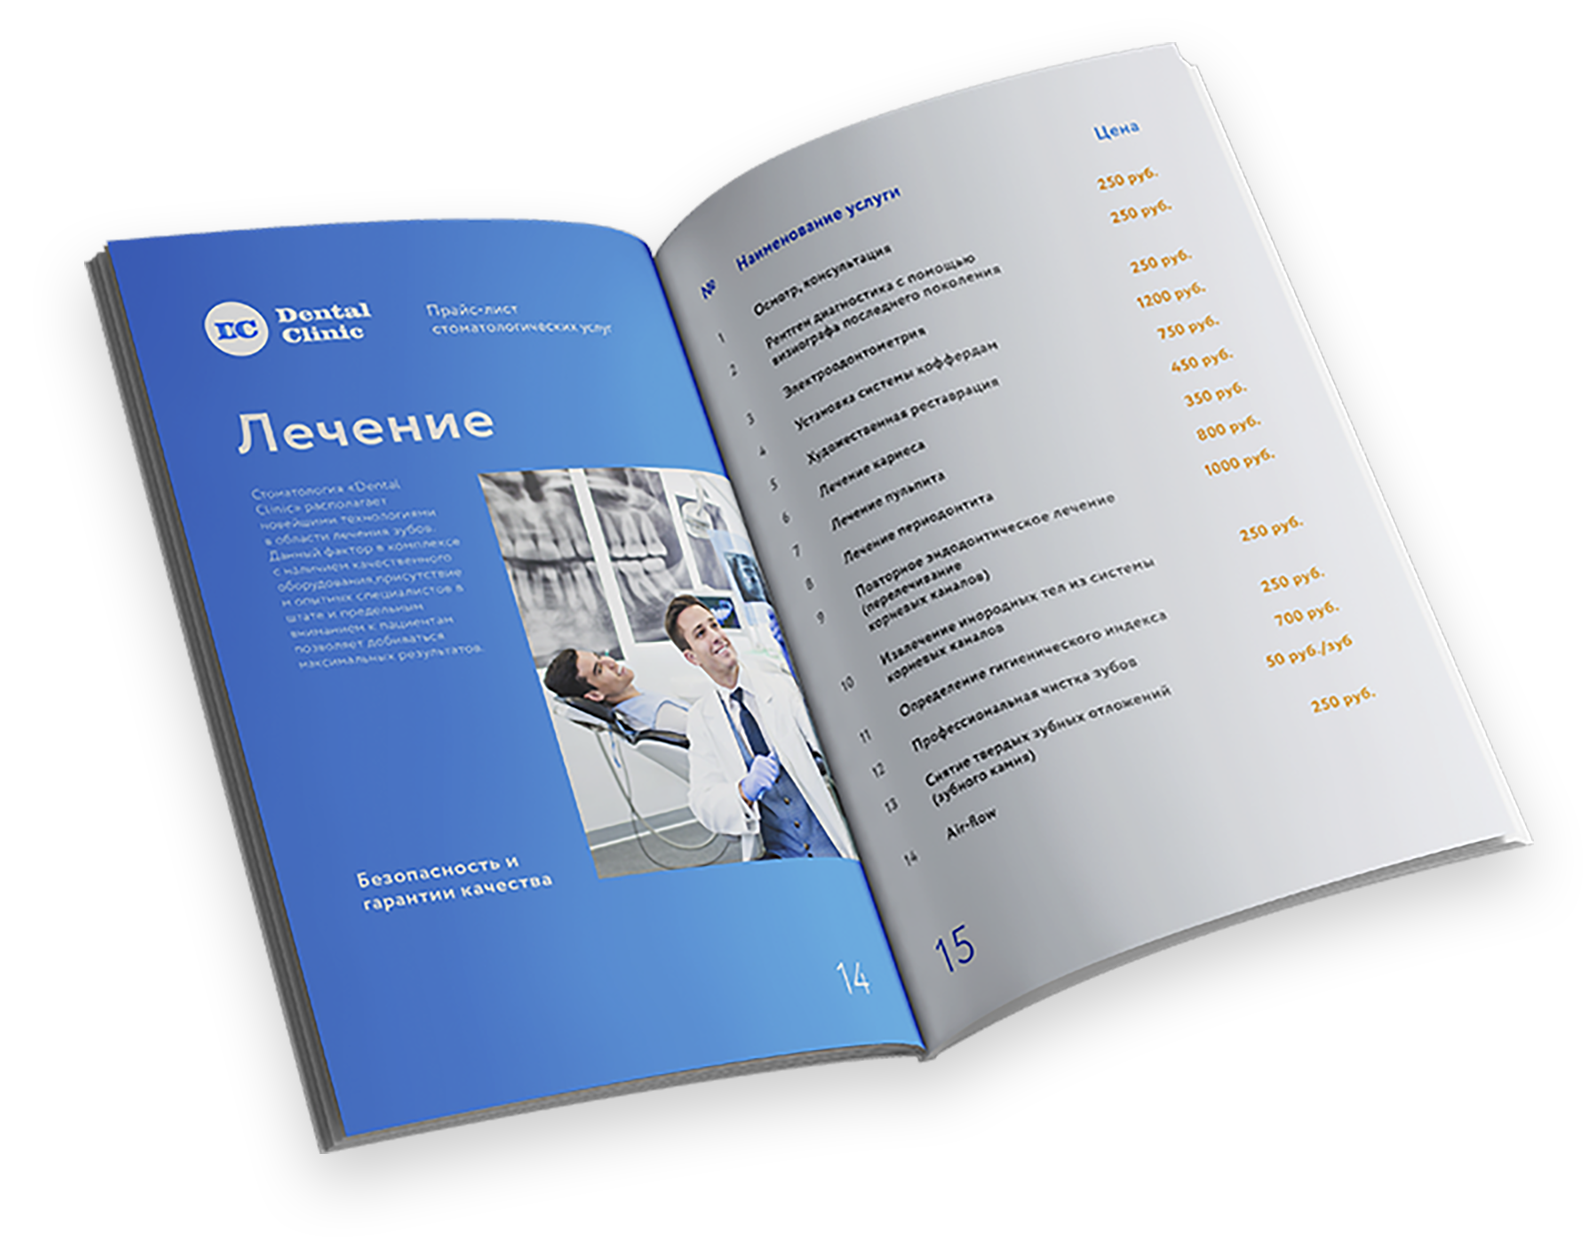 DC
Dental
Clinic
Прайс-лист
стоматологических услуг
Лечение
Стоматология «Dental
Clinic» располагает
новейшими технологиями
в области лечения зубов.
Данный фактор в комплексе
с наличием качественного
оборудования,присутствие
м опытных специалистов в
штате и предельным
вниманием к пациентам
позволяет добиваться
максимальных результатов.
Безопасность и
гарантии качества
14
№ Наименование услуги Цена
1 Осмотр, консультация 250 руб.
2 Рентген диагностика с помощью 250 руб.
визиографа последнего поколения
3 Электроодонтометрия 250 руб.
4 Установка системы коффердам 1200 руб.
5 Художественная реставрация 750 руб.
6 Лечение кариеса 450 руб.
7 Лечение пульпита 350 руб.
8 Лечение периодонтита 800 руб.
9 Повторное эндодонтическое лечение 1000 руб.
(перелечивание
корневых каналов)
10 Извлечение инородных тел из системы 250 руб.
корневых каналов
11 Определение гигиенического индекса 250 руб.
12 Профессиональная чистка зубов 700 руб.
13 Снятие твердых зубных отложений 50 руб./зуб
(зубного камня)
14 Air-flow 250 руб.
15